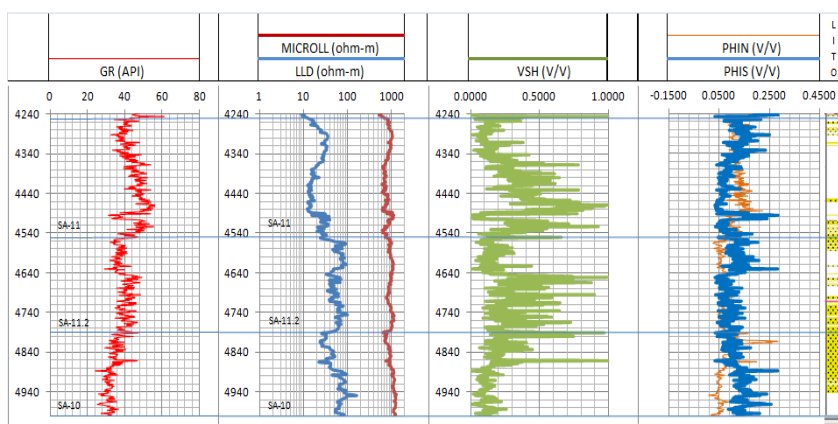 GR (API)
MICROLL (ohm-m)
LLD (ohm-m)
VSH (V/V)
PHIN (V/V)
PHIS (V/V)
L
I
T
O
0 20 40 60 80
1 10 100 1000
0.0000 0.5000 1.0000
-0.1500 0.0500 0.2500 0.4500
4240 4240 4240 4240
4340 4340 4340 4340
4440 4440 4440 4440
SA-11 SA-11
4540 4540 4540 4540
4640 4640 4640 4640
4740 4740 4740 4740
SA-11.2 SA-11.2
4840 4840 4840 4840
4940 4940 4940 4940
SA-10 SA-10